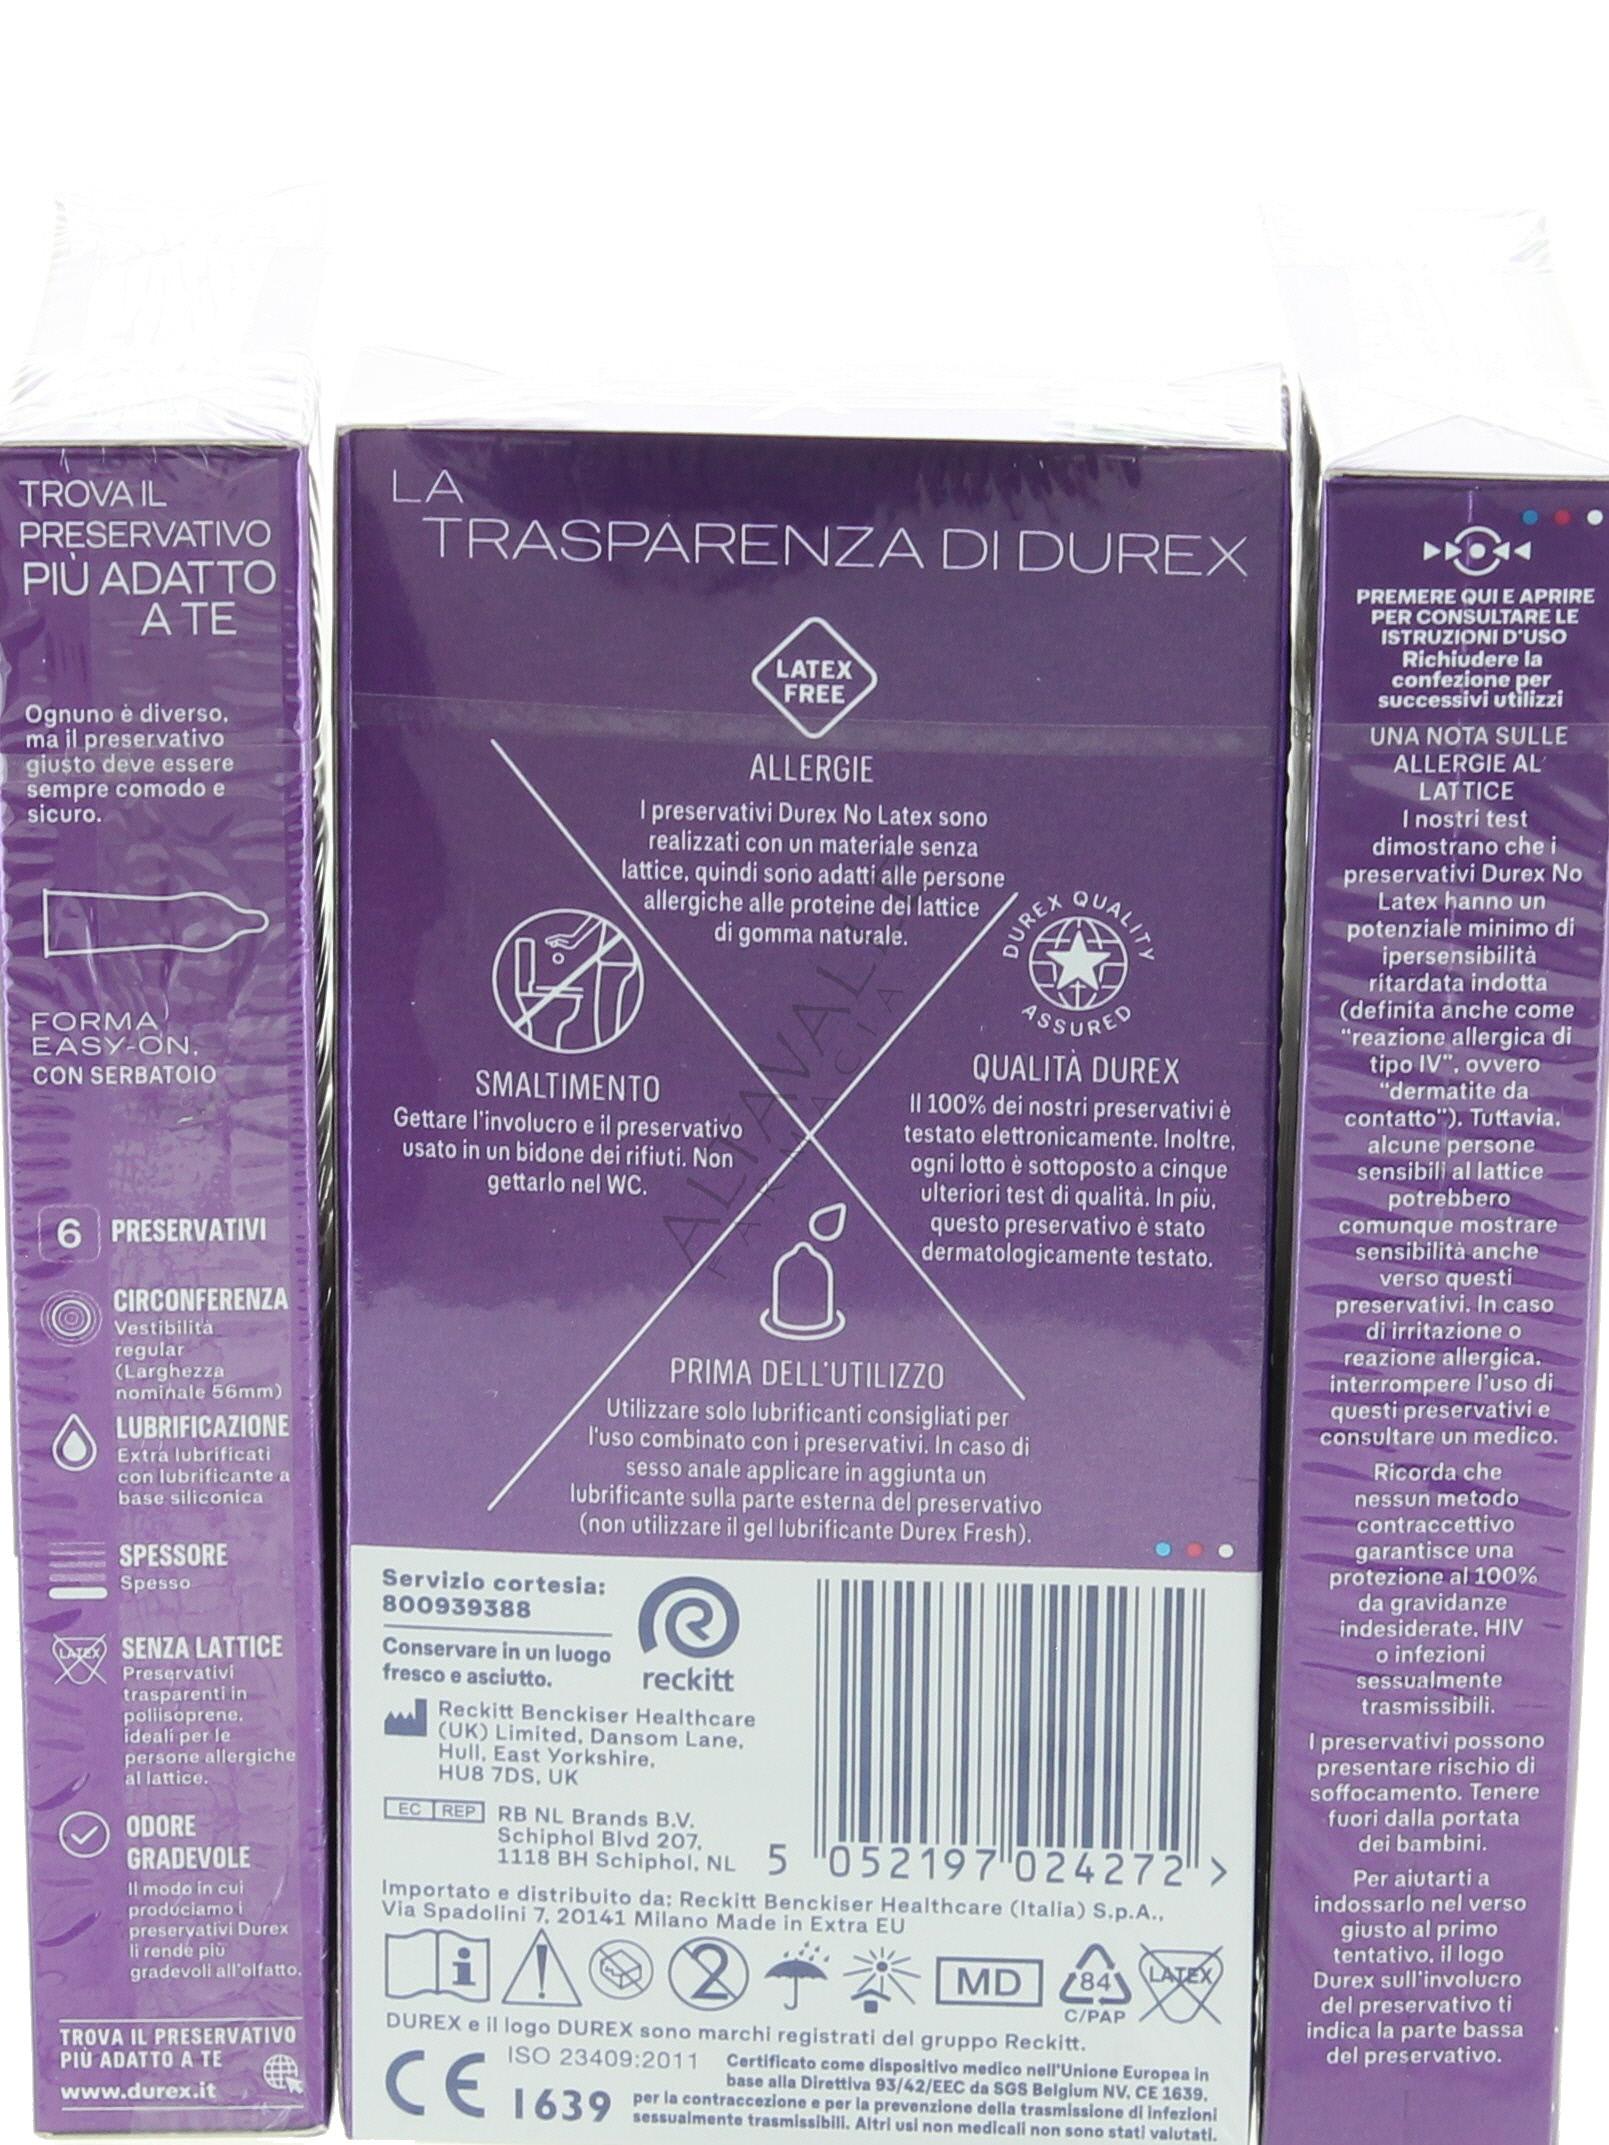 TROVA IL
PRESERVATIVO
PIÙ ADATTO
A TE
Ognuno è diverso,
ma il preservativo
giusto deve essere
sempre comodo e
sicuro.
FORMA
EASY-ON,
CON SERBATOIO
6 PRESERVATIVI
CIRCONFERENZA
Vestibilità
regular
(Larghezza
nominale 56mm)
LUBRIFICAZIONE
Extra lubrificati
con lubrificante a
base siliconica
SPESSORE
Spesso
LATEX
SENZA LATTICE
Preservativi
trasparenti in
poliisoprene,
ideali per le
persone allergiche
al lattice.
ODORE
GRADEVOLE
Il modo in cui
produciamo i
preservativi Durex
li rende più
gradevoli all'olfatto.
TROVA IL PRESERVATIVO
PIÙ ADATTO A TE
www.durex.it
LA
TRASPARENZA DI DUREX
LATEX
FREE
ALLERGIE
I preservativi Durex No Latex sono
realizzati con un materiale senza
lattice, quindi sono adatti alle persone
allergiche alle proteine del lattice
di gomma naturale.
SMALTIMENTO
Gettare l'involucro e il preservativo
usato in un bidone dei rifiuti. Non
gettarlo nel WC.
DUREX QUALITY
ASSURED
QUALITÀ DUREX
Il 100% dei nostri preservativi è
testato elettronicamente. Inoltre,
ogni lotto è sottoposto a cinque
ulteriori test di qualità. In più,
questo preservativo è stato
dermatologicamente testato.
PRIMA DELL'UTILIZZO
Utilizzare solo lubrificanti consigliati per
l'uso combinato con i preservativi. In caso di
sesso anale applicare in aggiunta un
lubrificante sulla parte esterna del preservativo
(non utilizzare il gel lubrificante Durex Fresh).
Servizio cortesia:
800939388
Conservare in un luogo
fresco e asciutto.
reckitt
Reckitt Benckiser Healthcare
(UK) Limited, Dansom Lane,
Hull, East Yorkshire,
HU8 7DS, UK
EC REP
RB NL Brands B.V.
Schiphol Blvd 207,
1118 BH Schiphol, NL
5 052197 024272 >
Importato e distribuito da: Reckitt Benckiser Healthcare (Italia) S.p.A.,
Via Spadolini 7, 20141 Milano Made in Extra EU
i 2 MD 84 LATEX
C/PAP
DUREX e il logo DUREX sono marchi registrati del gruppo Reckitt.
CE 1639
ISO 23409:2011
Certificato come dispositivo medico nell'Unione Europea in
base alla Direttiva 93/42/EEC da SGS Belgium NV, CE 1639,
per la contraccezione e per la prevenzione della trasmissione di infezioni
sessualmente trasmissibili. Altri usi non medicali non sono stati valutati.
PREMERE QUI E APRIRE
PER CONSULTARE LE
ISTRUZIONI D'USO
Richiudere la
confezione per
successivi utilizzi
UNA NOTA SULLE
ALLERGIE AL
LATTICE
I nostri test
dimostrano che i
preservativi Durex No
Latex hanno un
potenziale minimo di
ipersensibilità
ritardata indotta
(definita anche come
"reazione allergica di
tipo IV", ovvero
"dermatite da
contatto"). Tuttavia,
alcune persone
sensibili al lattice
potrebbero
comunque mostrare
sensibilità anche
verso questi
preservativi. In caso
di irritazione o
reazione allergica,
interrompere l'uso di
questi preservativi e
consultare un medico.
Ricorda che
nessun metodo
contraccettivo
garantisce una
protezione al 100%
da gravidanze
indesiderate, HIV
o infezioni
sessualmente
trasmissibili.
I preservativi possono
presentare rischio di
soffocamento. Tenere
fuori dalla portata
dei bambini.
Per aiutarti a
indossarlo nel verso
giusto al primo
tentativo, il logo
Durex sull'involucro
del preservativo ti
indica la parte bassa
del preservativo.